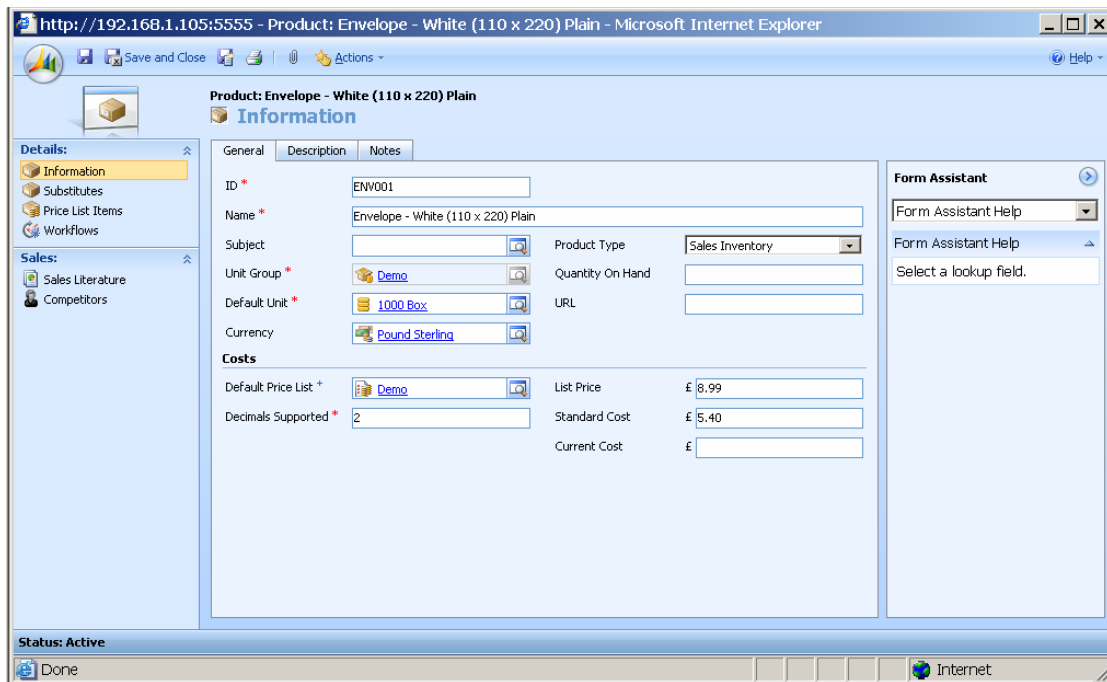 http://192.168.1.105:5555 - Product: Envelope - White (110 x 220) Plain - Microsoft Internet Explorer
Save and Close Actions Help
Product: Envelope - White (110 x 220) Plain
Information
Details:
Information
Substitutes
Price List Items
Workflows
Sales:
Sales Literature
Competitors
General Description Notes
ID * ENV001
Name * Envelope - White (110 x 220) Plain
Subject Product Type Sales Inventory
Unit Group * Demo Quantity On Hand
Default Unit * 1000 Box URL
Currency Pound Sterling
Costs
Default Price List + Demo List Price £ 8.99
Decimals Supported * 2 Standard Cost £ 5.40
Current Cost £
Form Assistant
Form Assistant Help
Form Assistant Help
Select a lookup field.
Status: Active
Done Internet